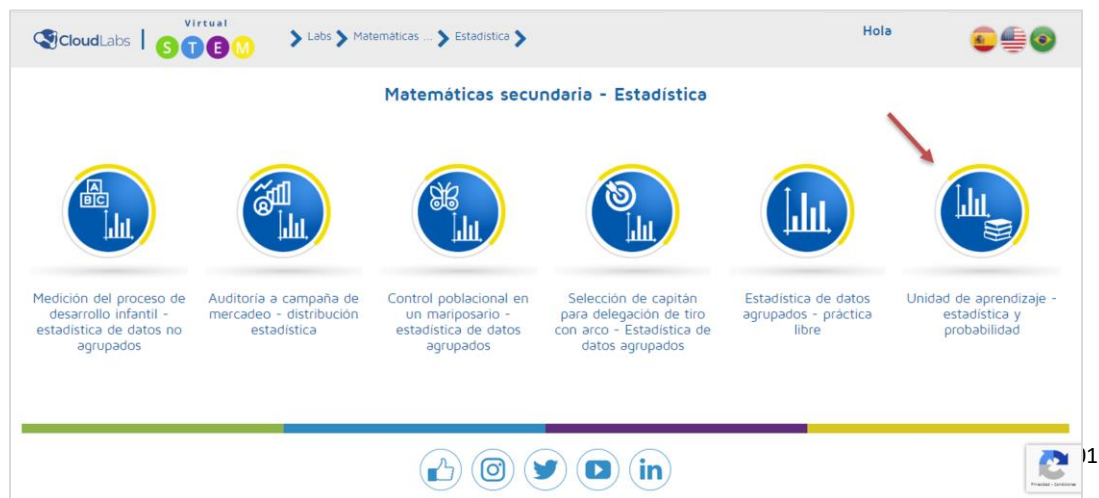 Virtual
CloudLabs | STEM
Labs Matemáticas ... Estadística
Hola
Matemáticas secundaria - Estadística
A
B C
Medición del proceso de
desarrollo infantil -
estadística de datos no
agrupados
Auditoría a campaña de
mercadeo - distribución
estadística
Control poblacional en
un mariposario -
estadística de datos
agrupados
Selección de capitán
para delegación de tiro
con arco - Estadística de
datos agrupados
Estadística de datos
agrupados - práctica
libre
Unidad de aprendizaje -
estadística y
probabilidad
in
Privacidad - Condiciones